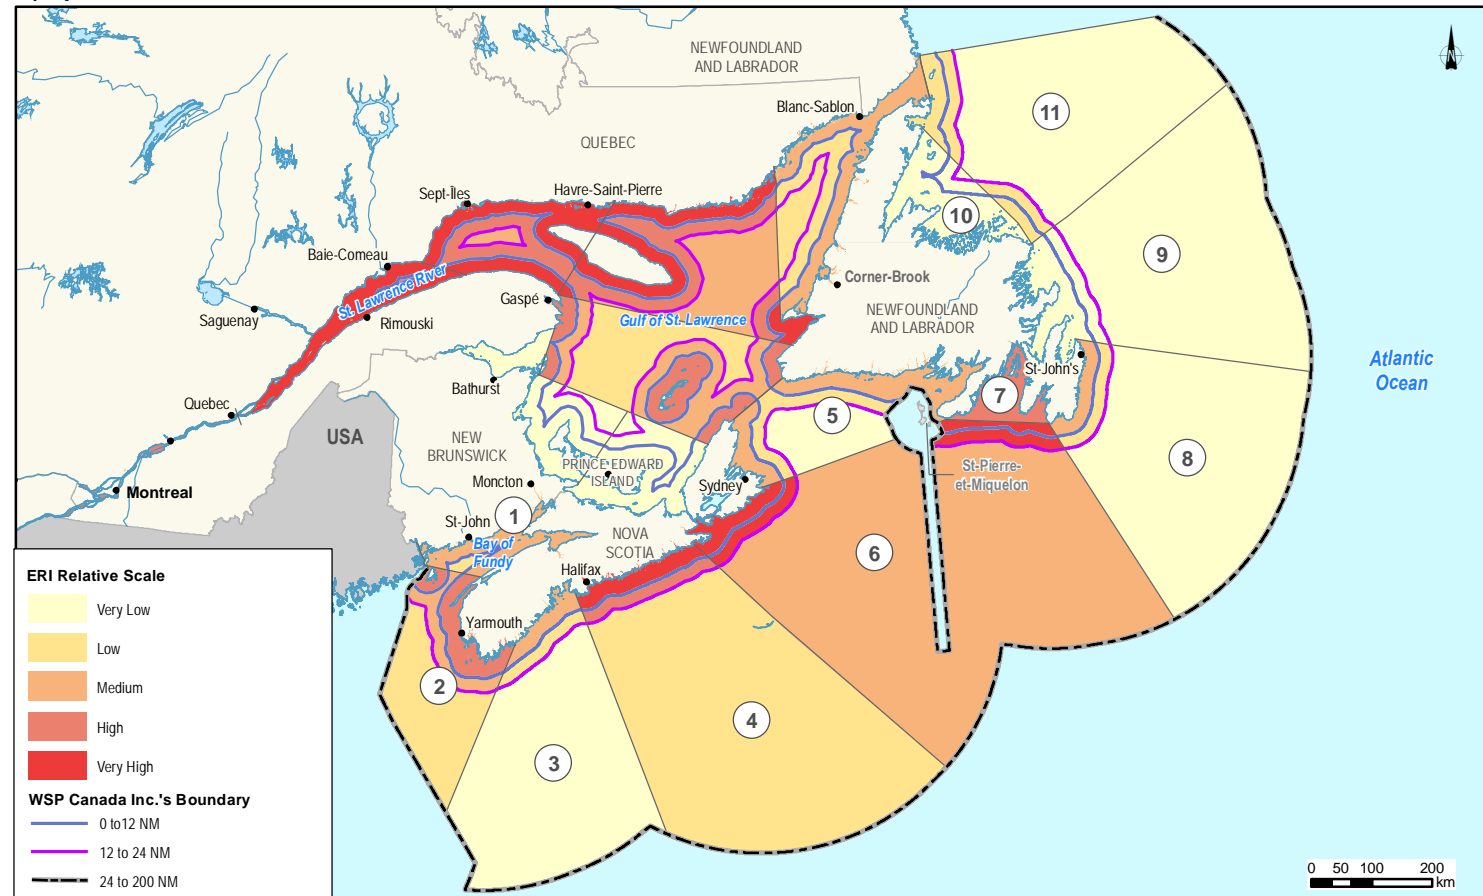 NEWFOUNDLAND
AND LABRADOR
N
Blanc-Sablon
11
QUEBEC
Sept-Îles
Havre-Saint-Pierre
10
9
Baie-Comeau
Corner-Brook
St. Lawrence River
Gaspé
Saguenay
Rimouski
Gulf of St. Lawrence
NEWFOUNDLAND
AND LABRADOR
Atlantic
Ocean
St-John's
Bathurst
7
Quebec
5
USA
NEW
BRUNSWICK
8
PRINCE EDWARD
ISLAND
St-Pierre-
et-Miquelon
Moncton
Sydney
Montreal
1
St-John
NOVA
SCOTIA
Bay of
Fundy
6
Halifax
Yarmouth
2
4
3
ERI Relative Scale
Very Low
Low
Medium
High
Very High
WSP Canada Inc.'s Boundary
0 to12 NM
12 to 24 NM
24 to 200 NM
0 50 100 200
km